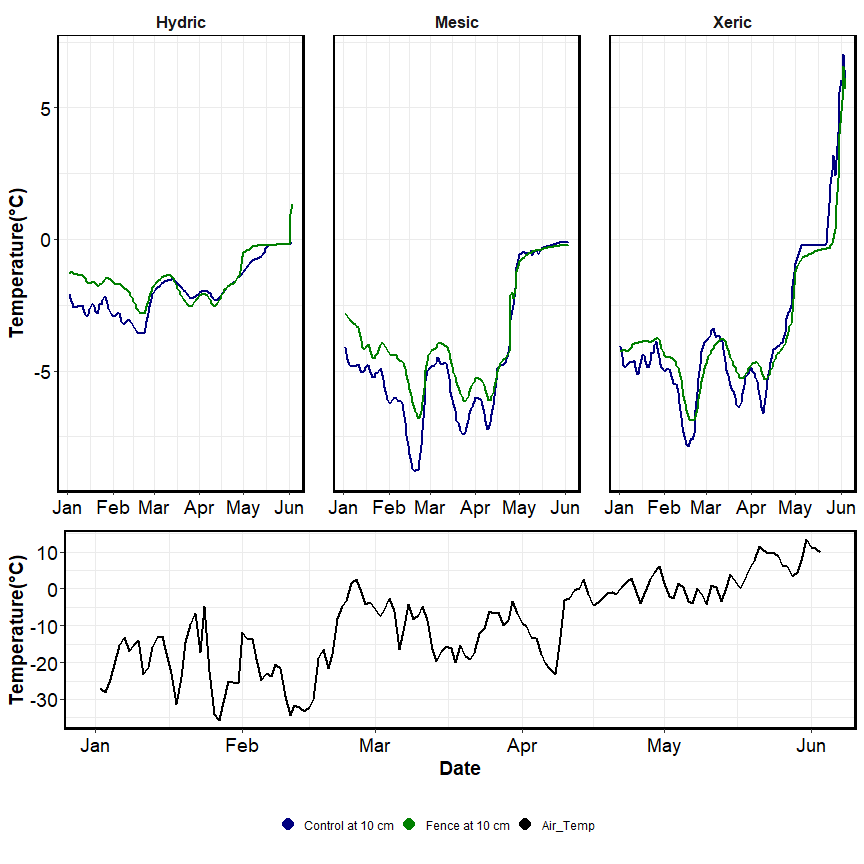 Hydric Mesic Xeric
Temperature(°C)
5
0
-5
Jan Feb Mar Apr May Jun Jan Feb Mar Apr May Jun Jan Feb Mar Apr May Jun
Temperature(°C)
10
0
-10
-20
-30
Jan Feb Mar Apr May Jun
Date
Control at 10 cm Fence at 10 cm Air_Temp